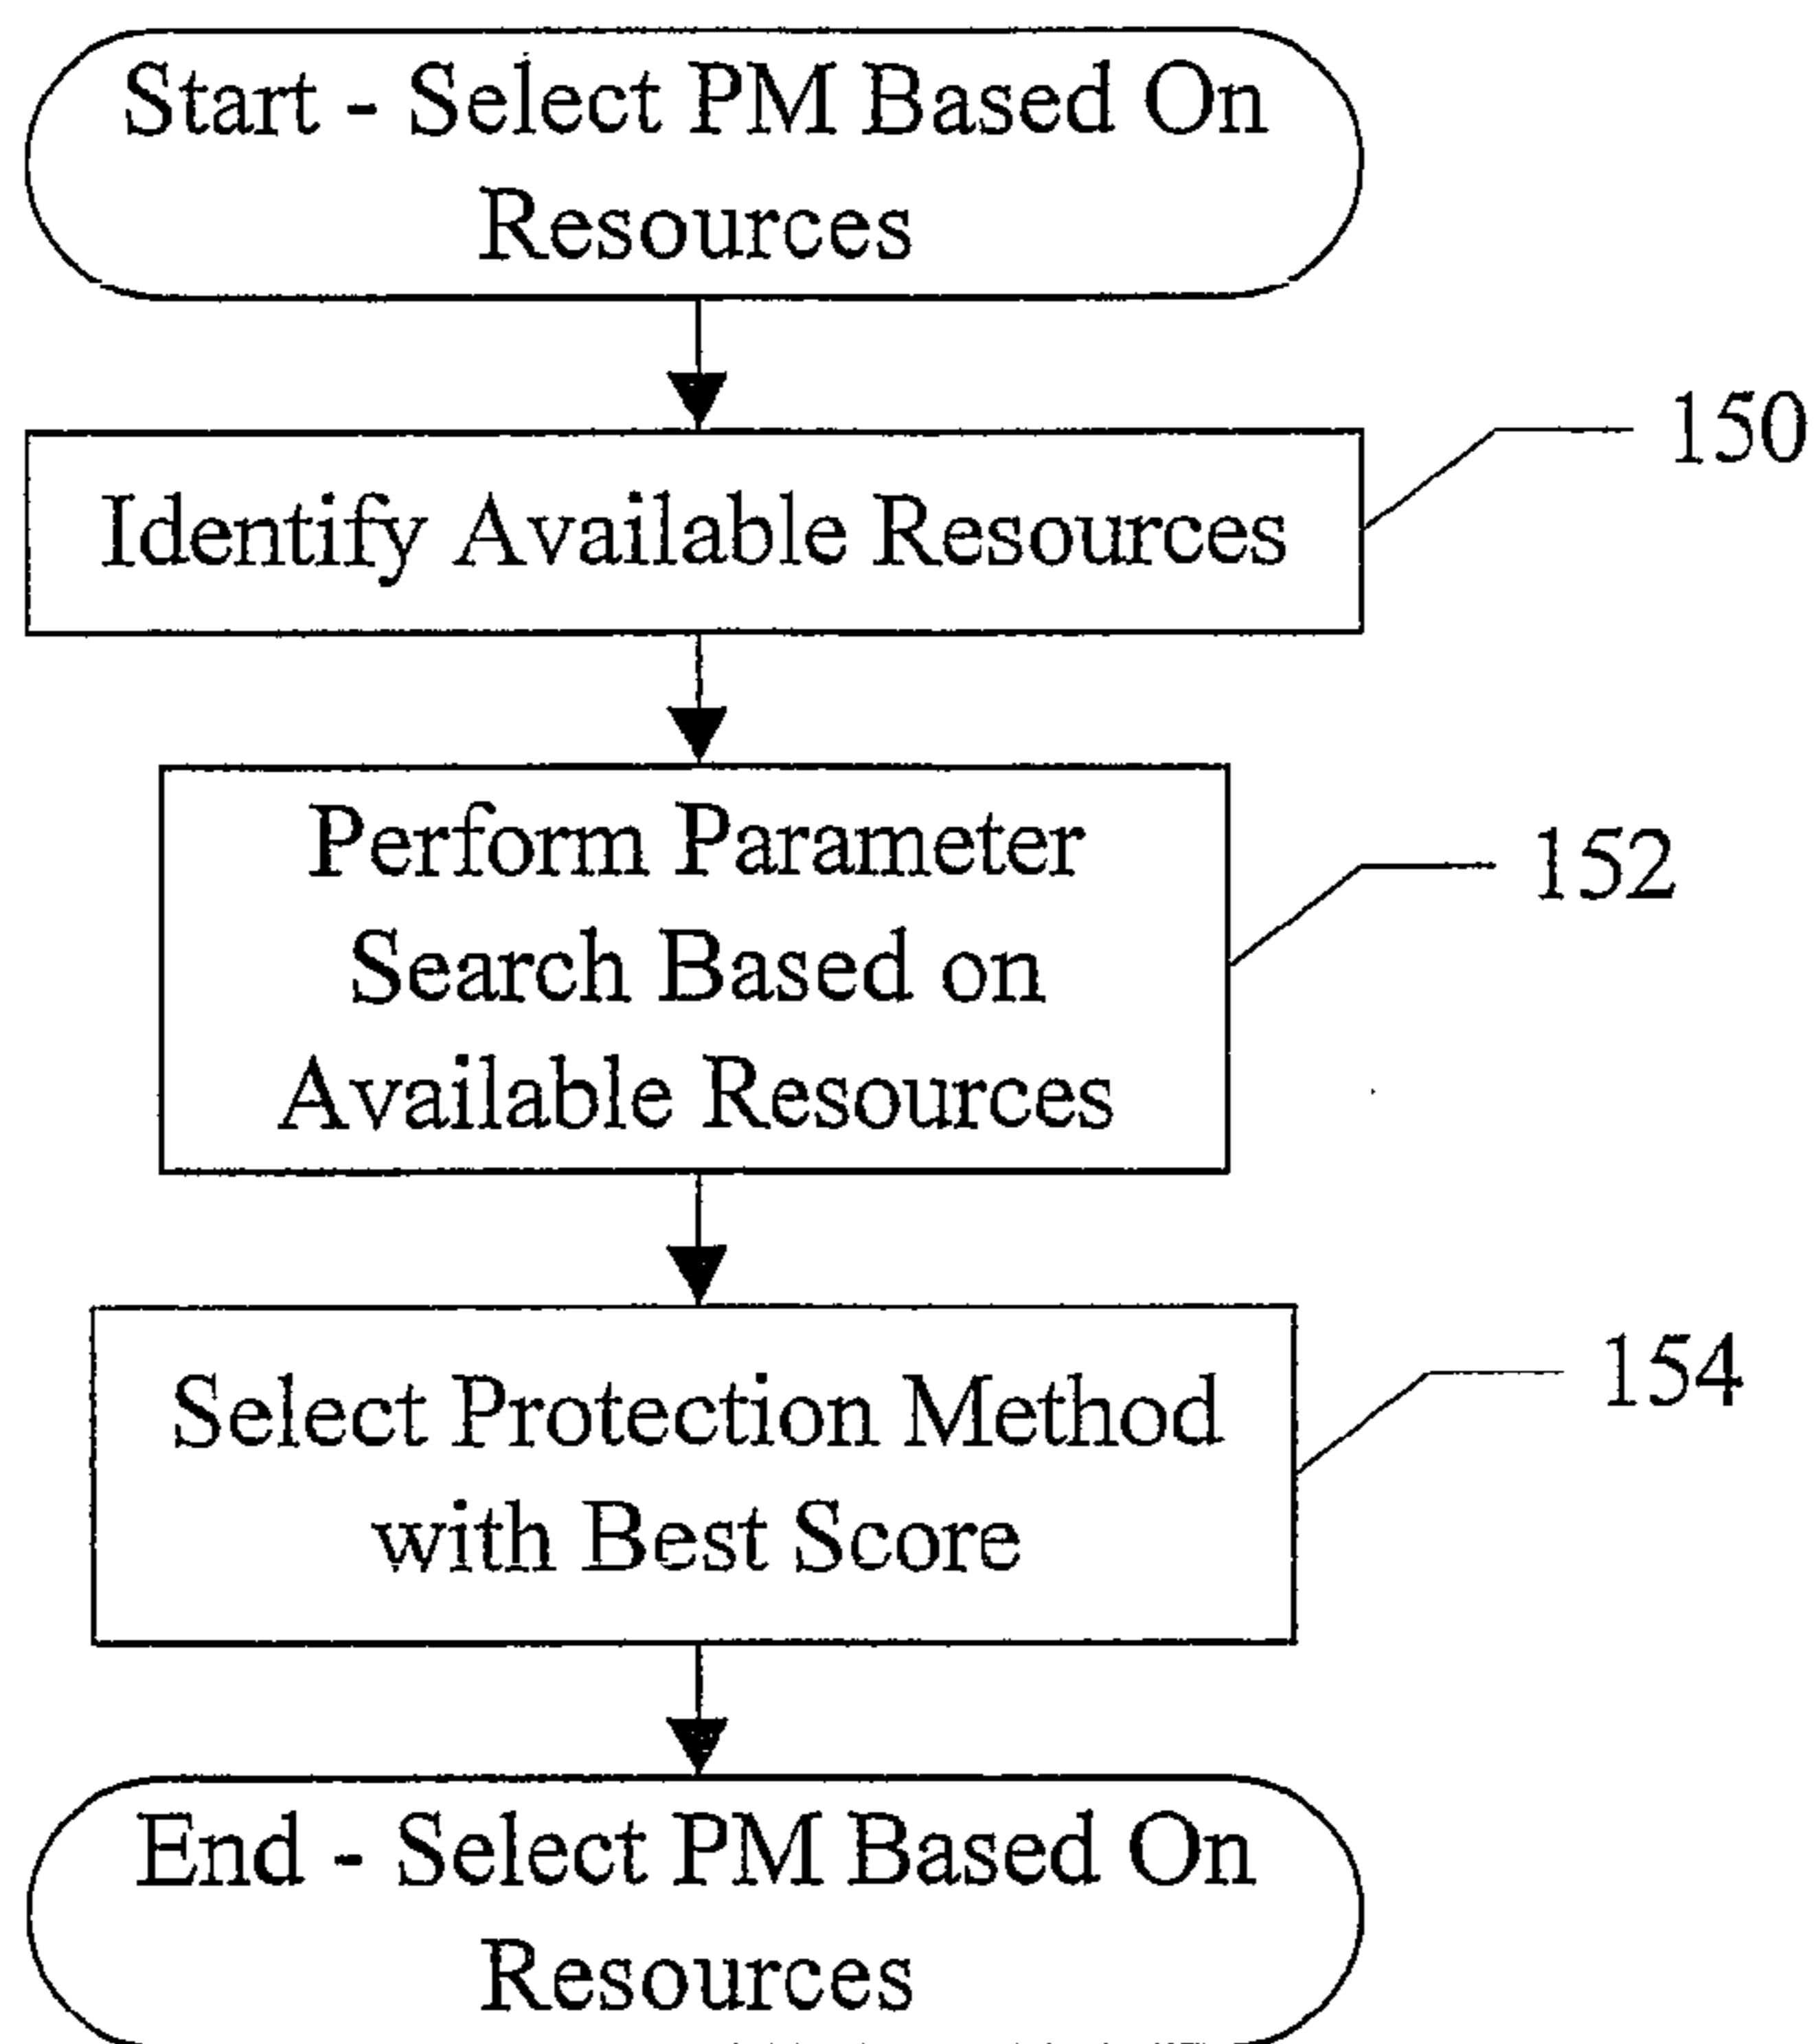 Start - Select PM Based On
Resources
150
Identify Available Resources
Perform Parameter
152
Search Based on
Available Resources
154
Select Protection Method
with Best Score
End - Select PM Based On
Resources